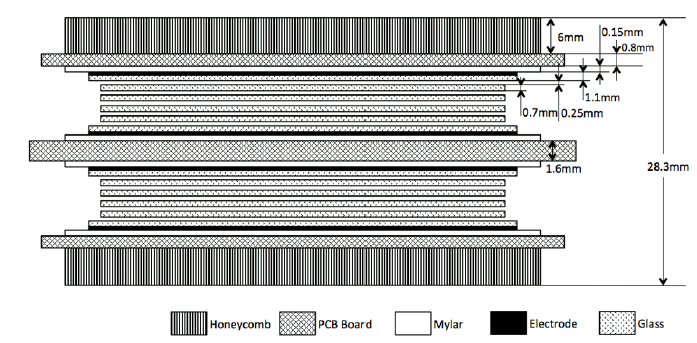 0.15mm
6mm
0.8mm
1.1mm
0.7mm
0.25mm
1.6mm
28.3mm
Honeycomb
PCB Board
Mylar
Electrode
Glass